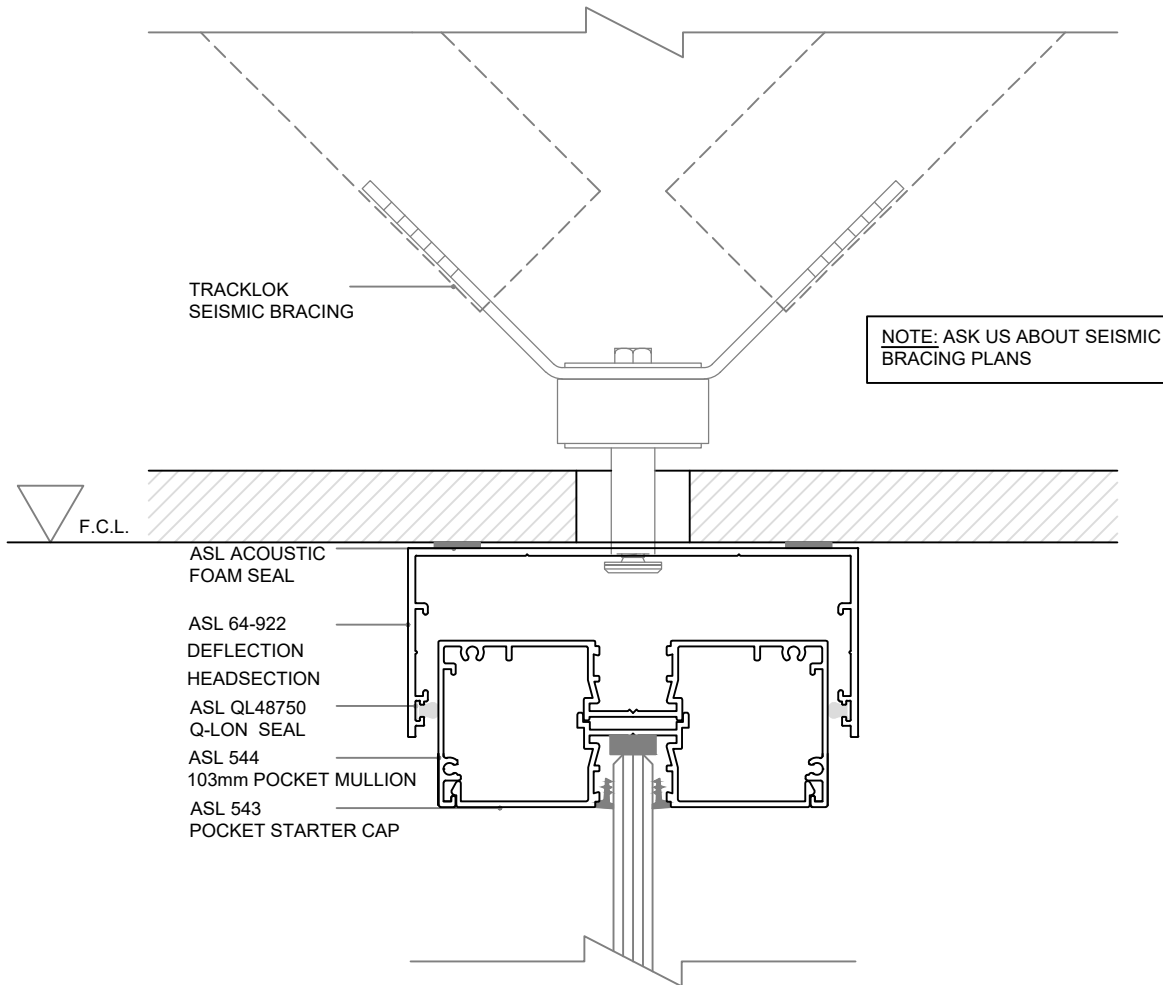 TRACKLOK
SEISMIC BRACING
NOTE: ASK US ABOUT SEISMIC
BRACING PLANS
F.C.L.
ASL ACOUSTIC
FOAM SEAL
ASL 64-922
DEFLECTION
HEADSECTION
ASL QL48750
Q-LON SEAL
ASL 544
103mm POCKET MULLION
ASL 543
POCKET STARTER CAP